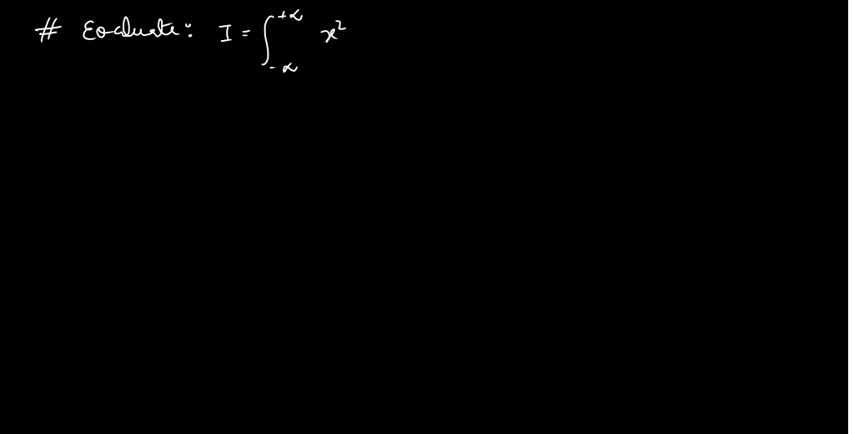 # Evaluate: I = ∫_{-∞}^{+∞} x²